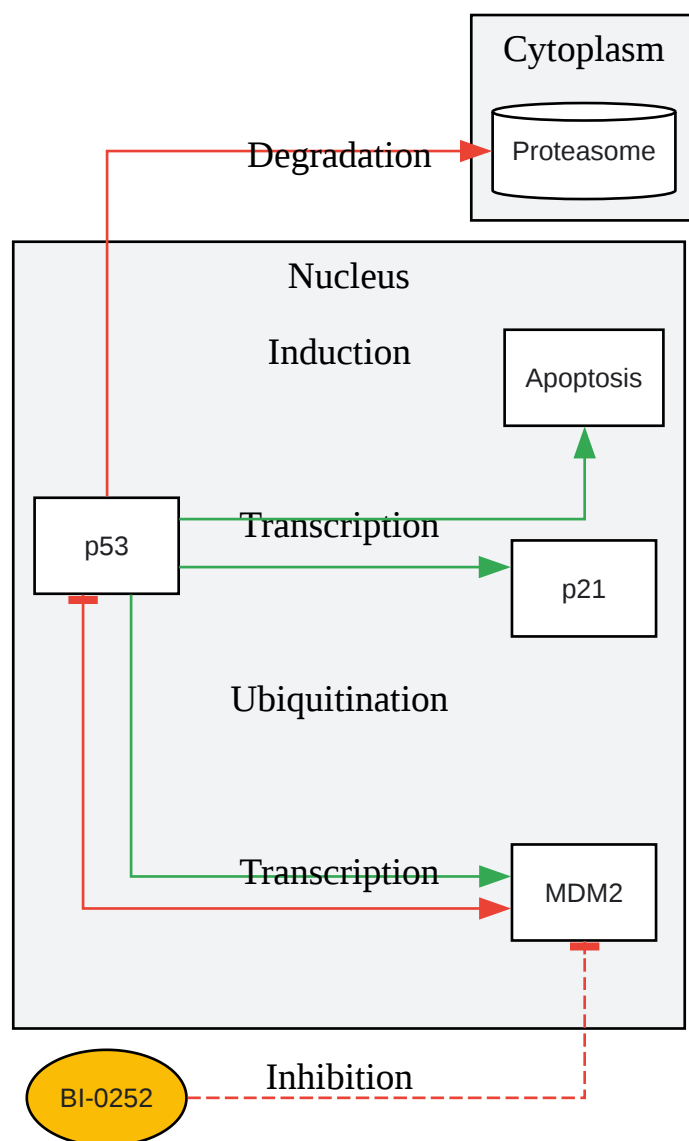 Cytoplasm
Proteasome
Degradation
Nucleus
Induction
Apoptosis
Transcription
p53
p21
Ubiquitination
Transcription
MDM2
Inhibition
BI-0252